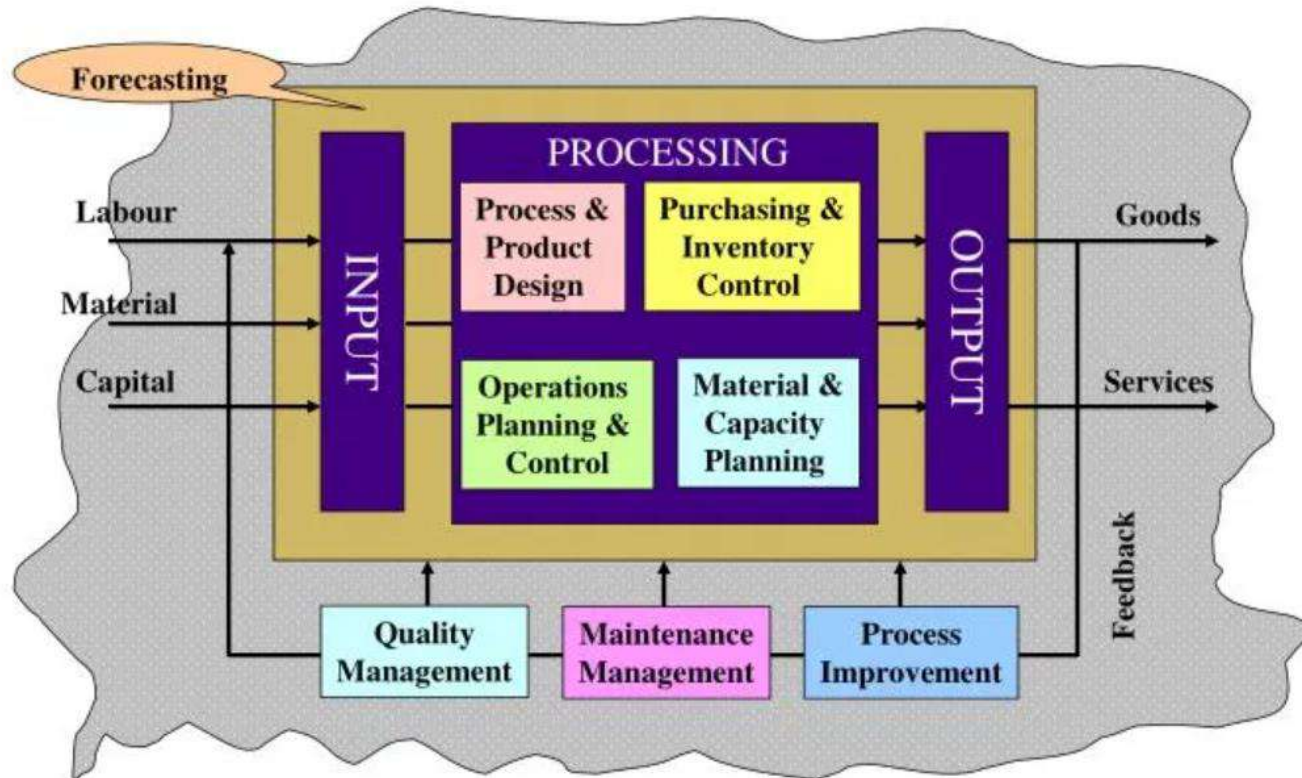 Forecasting
PROCESSING
Labour
Material
Capital
INPUT
Process &
Product
Design
Purchasing &
Inventory
Control
Operations
Planning &
Control
Material &
Capacity
Planning
OUTPUT
Goods
Services
Feedback
Quality
Management
Maintenance
Management
Process
Improvement